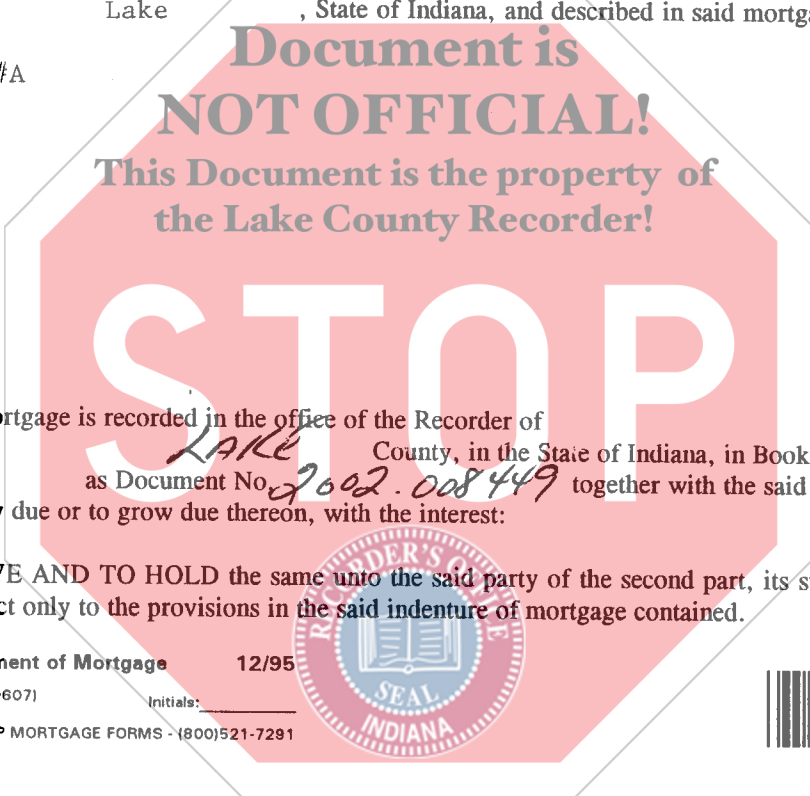 Lake , State of Indiana, and described in said mortga
Document is
#A
NOT OFFICIAL!
This Document is the property of
the Lake County Recorder!
STOP
ortgage is recorded in the office of the Recorder of
LAKE County, in the State of Indiana, in Book
as Document No. 2002.008449 together with the said
due or to grow due thereon, with the interest:
VE AND TO HOLD the same unto the said party of the second part, its s
ct only to the provisions in the said indenture of mortgage contained.
RECORDER'S OFFICE
SEAL
INDIANA
ment of Mortgage 12/95
-607) Initials:
P MORTGAGE FORMS - (800)521-7291